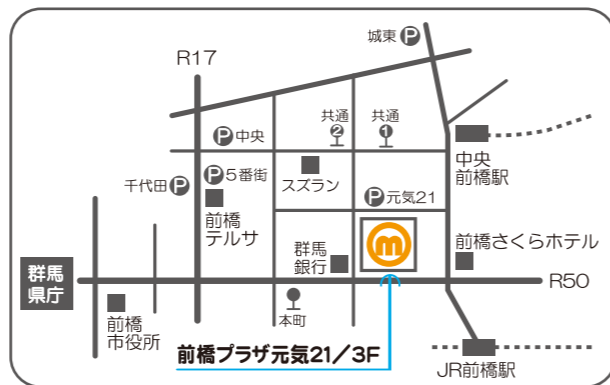 城東 P
R17
共通
2
共通
1
P 中央
中央
前橋駅
千代田 P
P 5番街
スズラン
P 元気21
前橋
テルサ
m
群馬
銀行
前橋さくらホテル
群馬
県庁
R50
本町
前橋
市役所
前橋プラザ元気21／3F
JR前橋駅